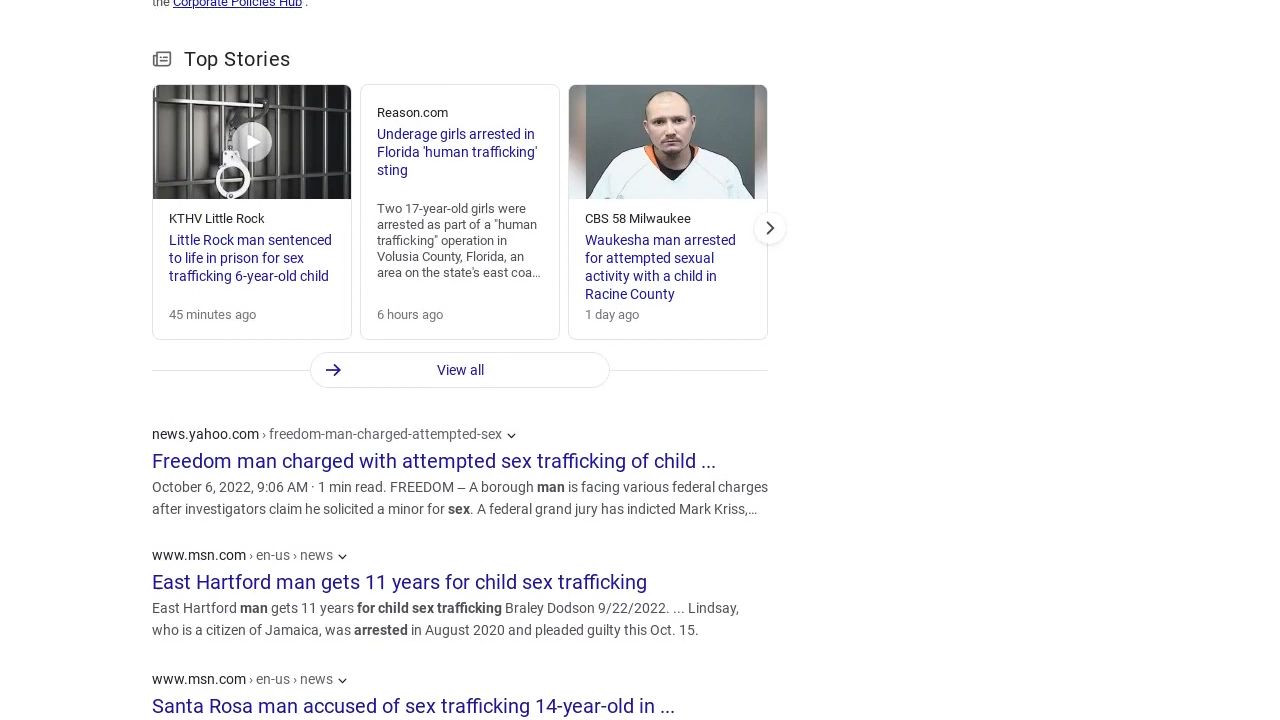 the Corporate Policies Hub .
Top Stories
KTHV Little Rock
Little Rock man sentenced
to life in prison for sex
trafficking 6-year-old child
45 minutes ago
Reason.com
Underage girls arrested in
Florida 'human trafficking'
sting
Two 17-year-old girls were
arrested as part of a "human
trafficking" operation in
Volusia County, Florida, an
area on the state's east coa...
6 hours ago
CBS 58 Milwaukee
Waukesha man arrested
for attempted sexual
activity with a child in
Racine County
1 day ago
View all
news.yahoo.com › freedom-man-charged-attempted-sex
Freedom man charged with attempted sex trafficking of child ...
October 6, 2022, 9:06 AM · 1 min read. FREEDOM – A borough man is facing various federal charges
after investigators claim he solicited a minor for sex. A federal grand jury has indicted Mark Kriss,...
www.msn.com › en-us › news
East Hartford man gets 11 years for child sex trafficking
East Hartford man gets 11 years for child sex trafficking Braley Dodson 9/22/2022. ... Lindsay,
who is a citizen of Jamaica, was arrested in August 2020 and pleaded guilty this Oct. 15.
www.msn.com › en-us › news
Santa Rosa man accused of sex trafficking 14-year-old in ...